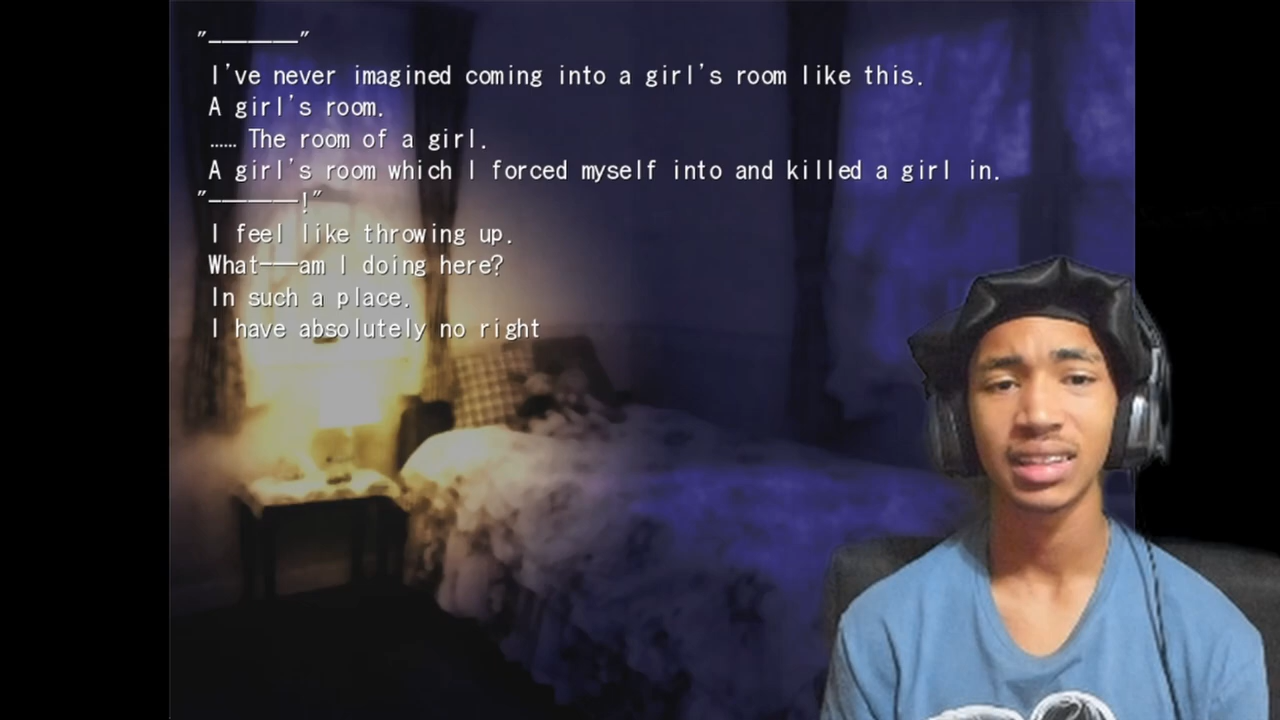 "————"
I've never imagined coming into a girl's room like this.
A girl's room.
…… The room of a girl.
A girl's room which I forced myself into and killed a girl in.
"————!"
I feel like throwing up.
What——am I doing here?
In such a place.
I have absolutely no right